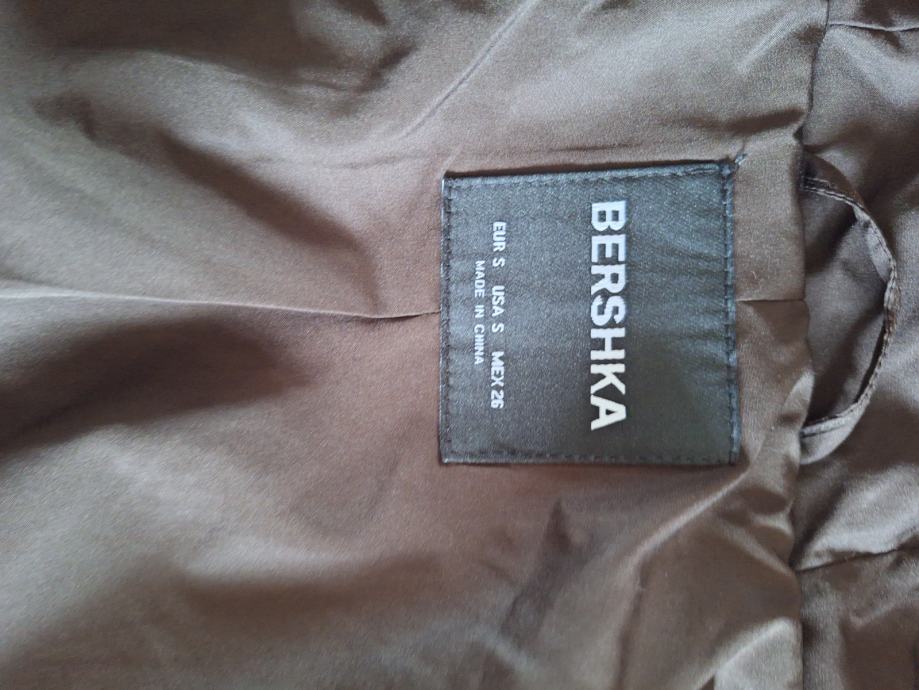 BERSHKA
EUR S USA S MEX 26
MADE IN CHINA